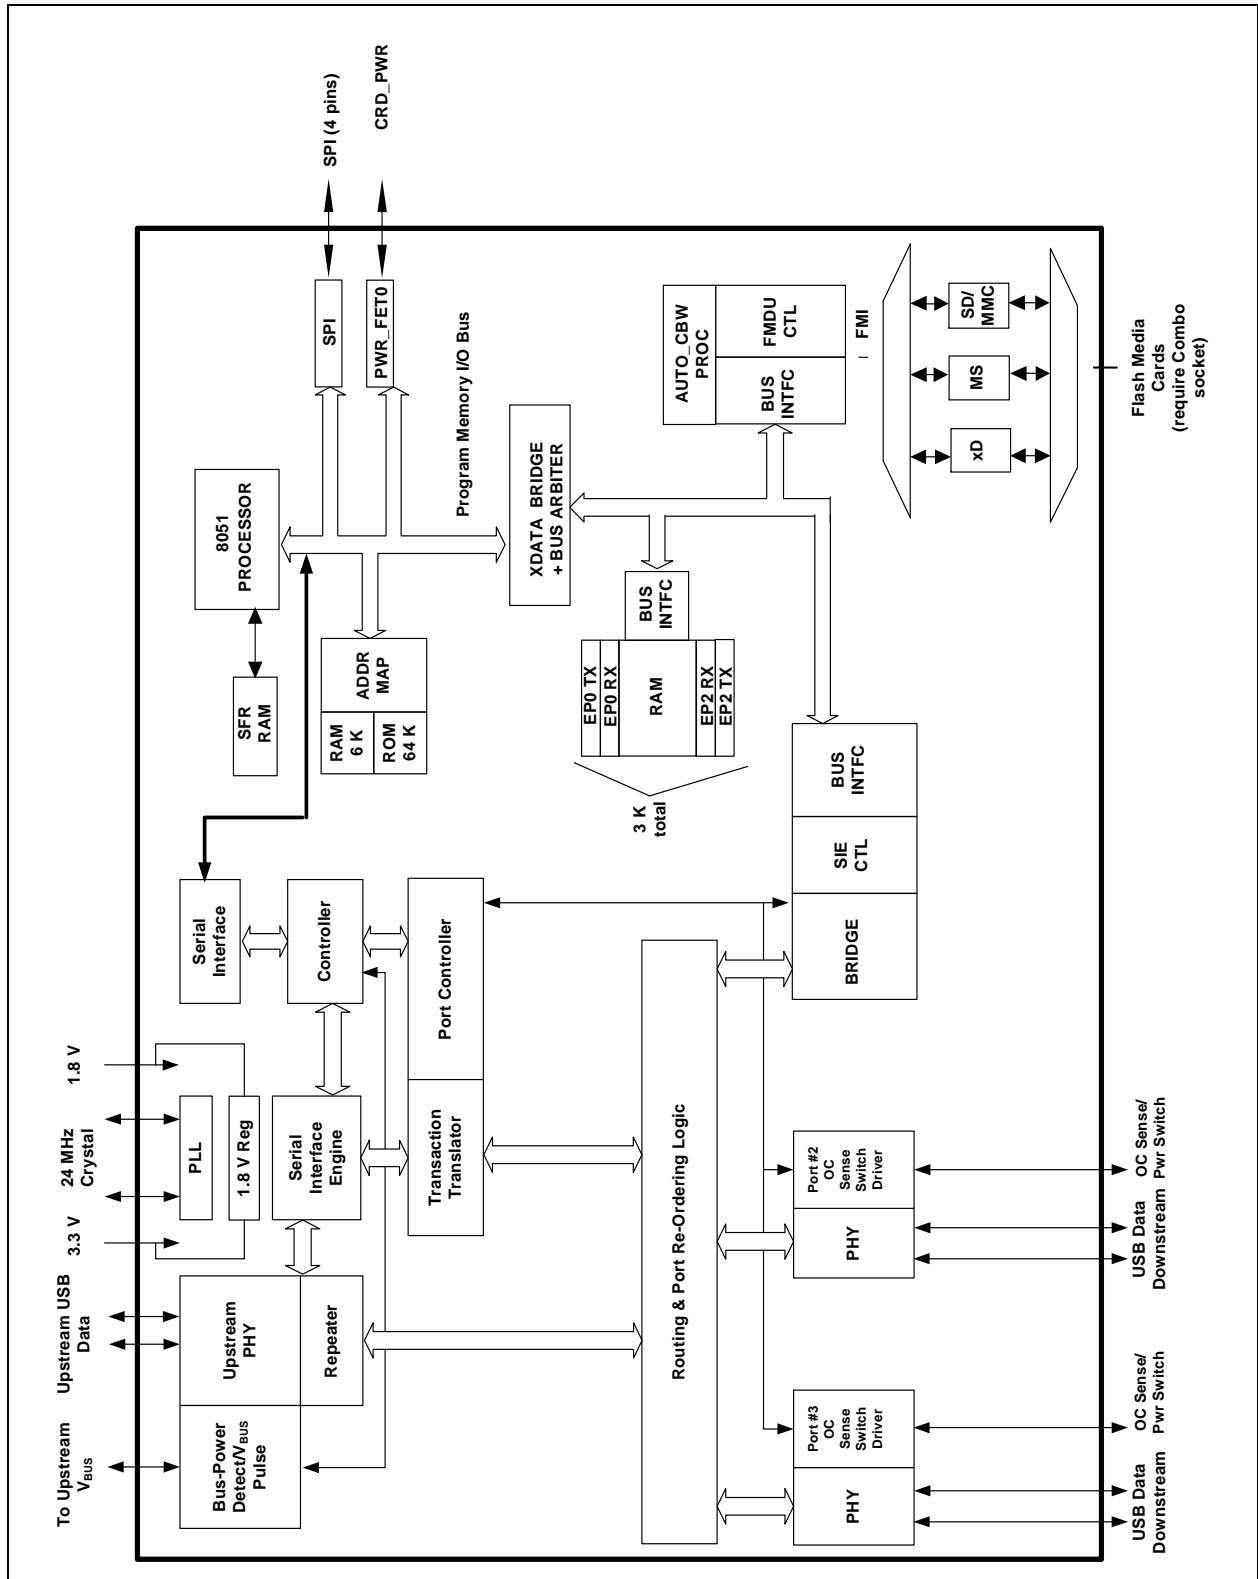 To Upstream
VBUS
Upstream USB
Data
3.3 V
24 MHz
Crystal
1.8 V
Bus-Power
Detect/VBUS
Pulse
Upstream
PHY
Repeater
PLL
1.8 V Reg
Serial
Interface
Engine
Serial
Interface
Controller
Transaction
Translator
Port Controller
SFR
RAM
8051
PROCESSOR
SPI
SPI (4 pins)
PWR_FET0
CRD_PWR
RAM
6 K
ROM
64 K
ADDR
MAP
Program Memory I/O Bus
XDATA BRIDGE
+ BUS ARBITER
3 K
total
EP0 TX
EP0 RX
RAM
EP2 RX
EP2 TX
BUS
INTFC
AUTO_CBW
PROC
BUS
INTFC
FMDU
CTL
FMI
Routing & Port Re-Ordering Logic
BRIDGE
SIE
CTL
BUS
INTFC
xD
MS
SD/
MMC
Flash Media
Cards
(require Combo
socket)
Port #3
OC
Sense
Switch
Driver
PHY
Port #2
OC
Sense
Switch
Driver
PHY
USB Data
Downstream
OC Sense/
Pwr Switch
USB Data
Downstream
OC Sense/
Pwr Switch